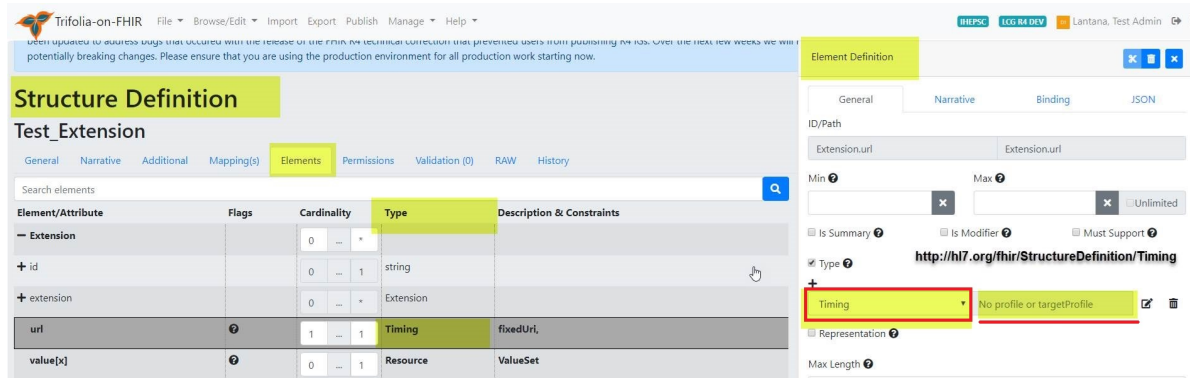 Trifolia-on-FHIR File Browse/Edit Import Export Publish Manage Help IHEPSC LCG R4 DEV Lantana, Test Admin
been updated to address bugs that occured with the release of the FHIR R4 technical correction that prevented users from publishing R4 IGs. Over the next few weeks we will
potentially breaking changes. Please ensure that you are using the production environment for all production work starting now.
Structure Definition
Test_Extension
General Narrative Additional Mapping(s) Elements Permissions Validation (0) RAW History
Search elements
Element/Attribute Flags Cardinality Type Description & Constraints
− Extension 0 ... *
+ id 0 ... 1 string
+ extension 0 ... * Extension
url 1 ... 1 Timing fixedUri,
value[x] 0 ... 1 Resource ValueSet
Element Definition
General Narrative Binding JSON
ID/Path
Extension.url Extension.url
Min Max
Unlimited
Is Summary Is Modifier Must Support
Type http://hl7.org/fhir/StructureDefinition/Timing
+
Timing No profile or targetProfile
Representation
Max Length